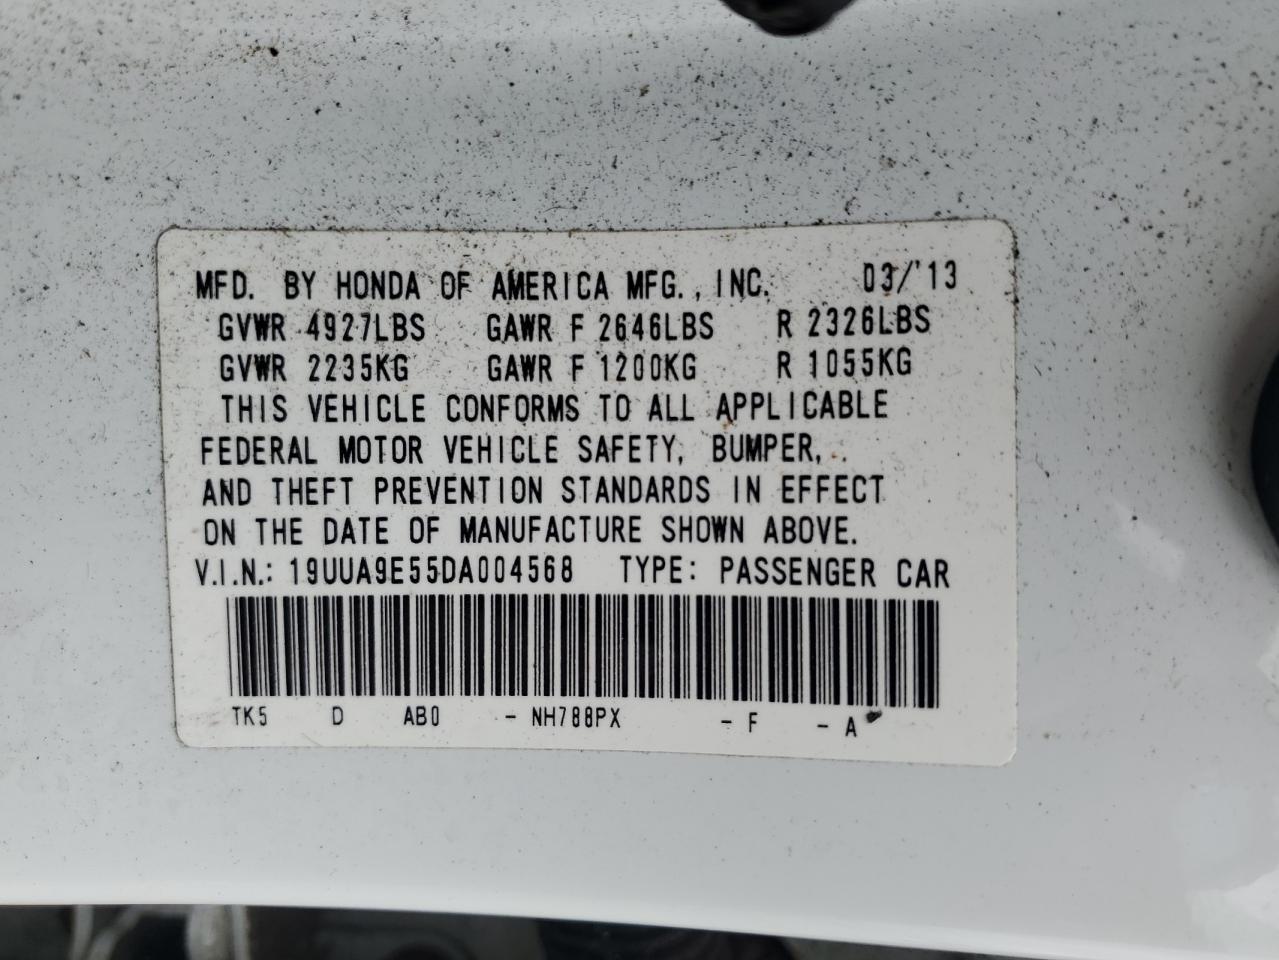 MFD. BY HONDA OF AMERICA MFG., INC. 03/'13
GVWR 4927LBS GAWR F 2646LBS R 2326LBS
GVWR 2235KG GAWR F 1200KG R 1055KG
THIS VEHICLE CONFORMS TO ALL APPLICABLE
FEDERAL MOTOR VEHICLE SAFETY, BUMPER,
AND THEFT PREVENTION STANDARDS IN EFFECT
ON THE DATE OF MANUFACTURE SHOWN ABOVE.
V.I.N.: 19UUA9E55DA004568 TYPE: PASSENGER CAR
TK5 D AB0 - NH788PX - F - A